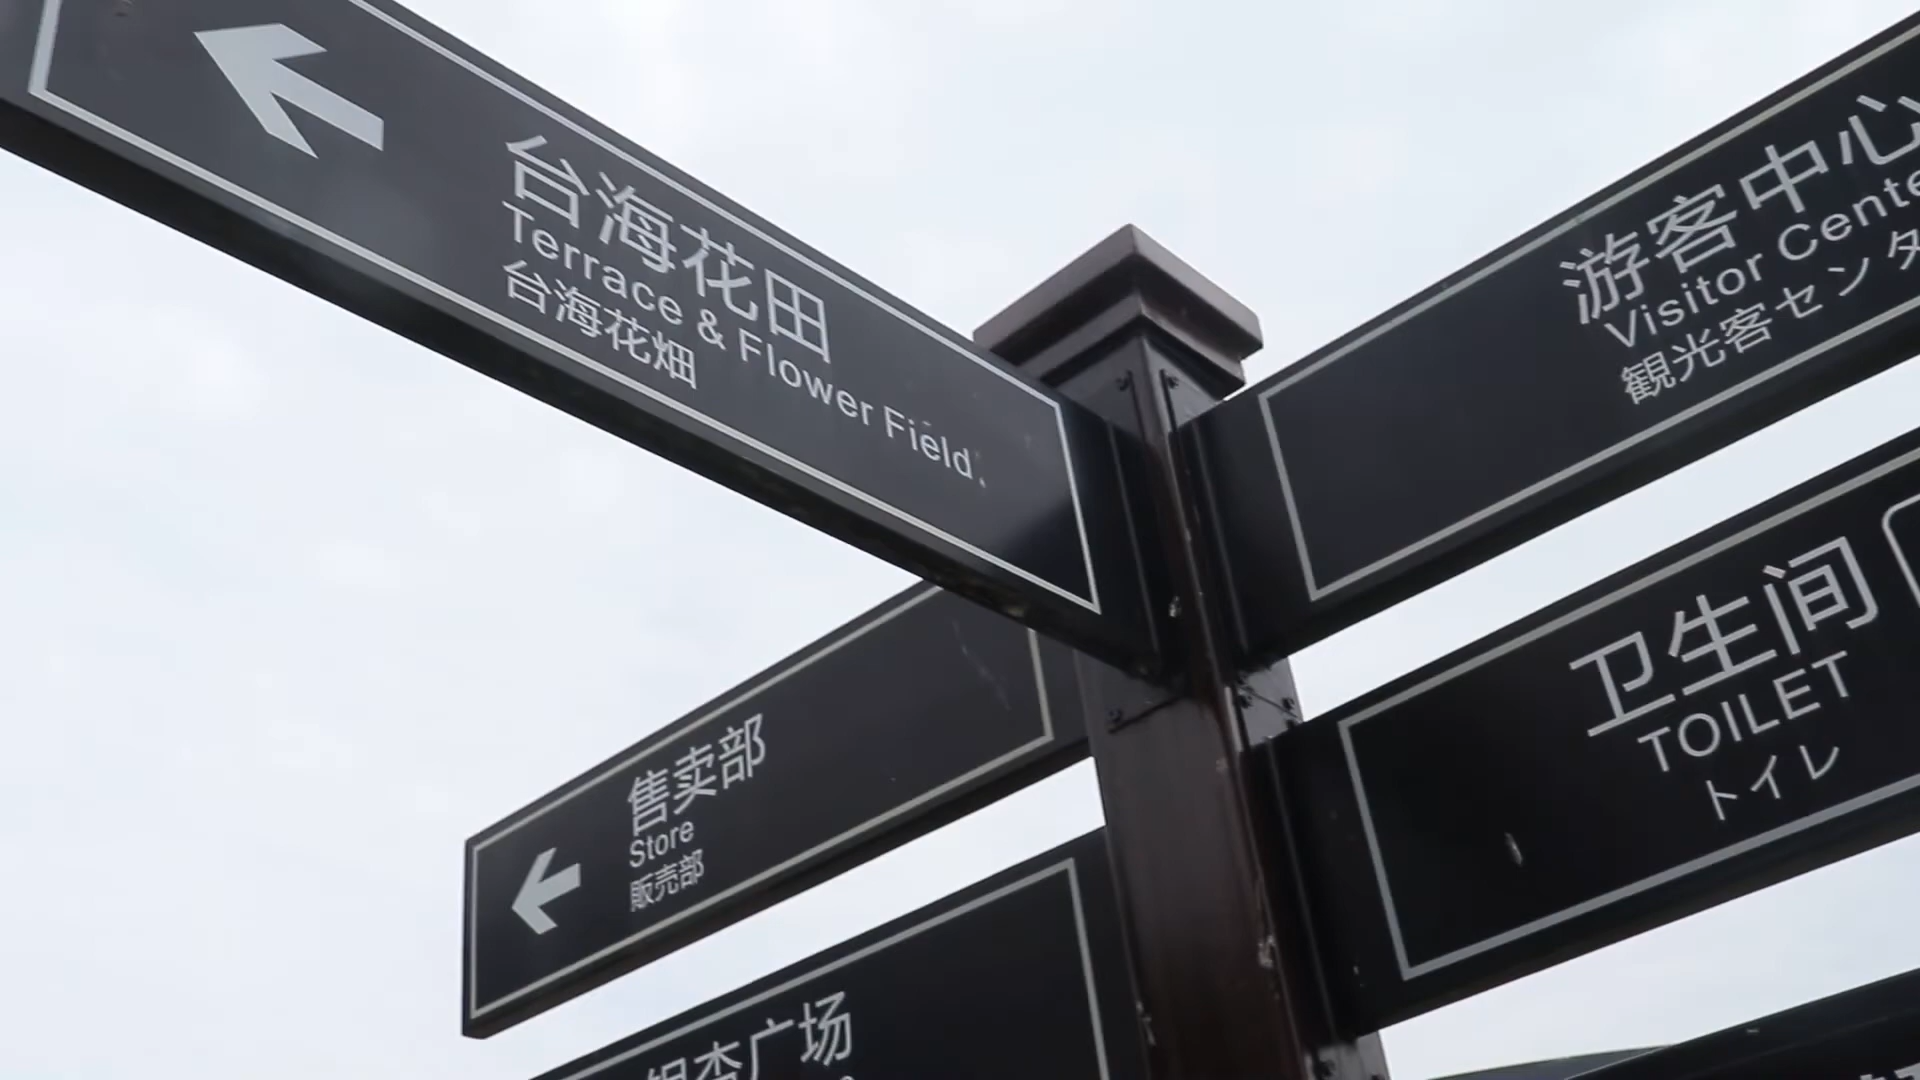 台海花田
Terrace & Flower Field
台海花畑
游客中心
Visitor Cente
観光客センタ
售卖部
Store
販売部
卫生间
TOILET
トイレ
银杏广场